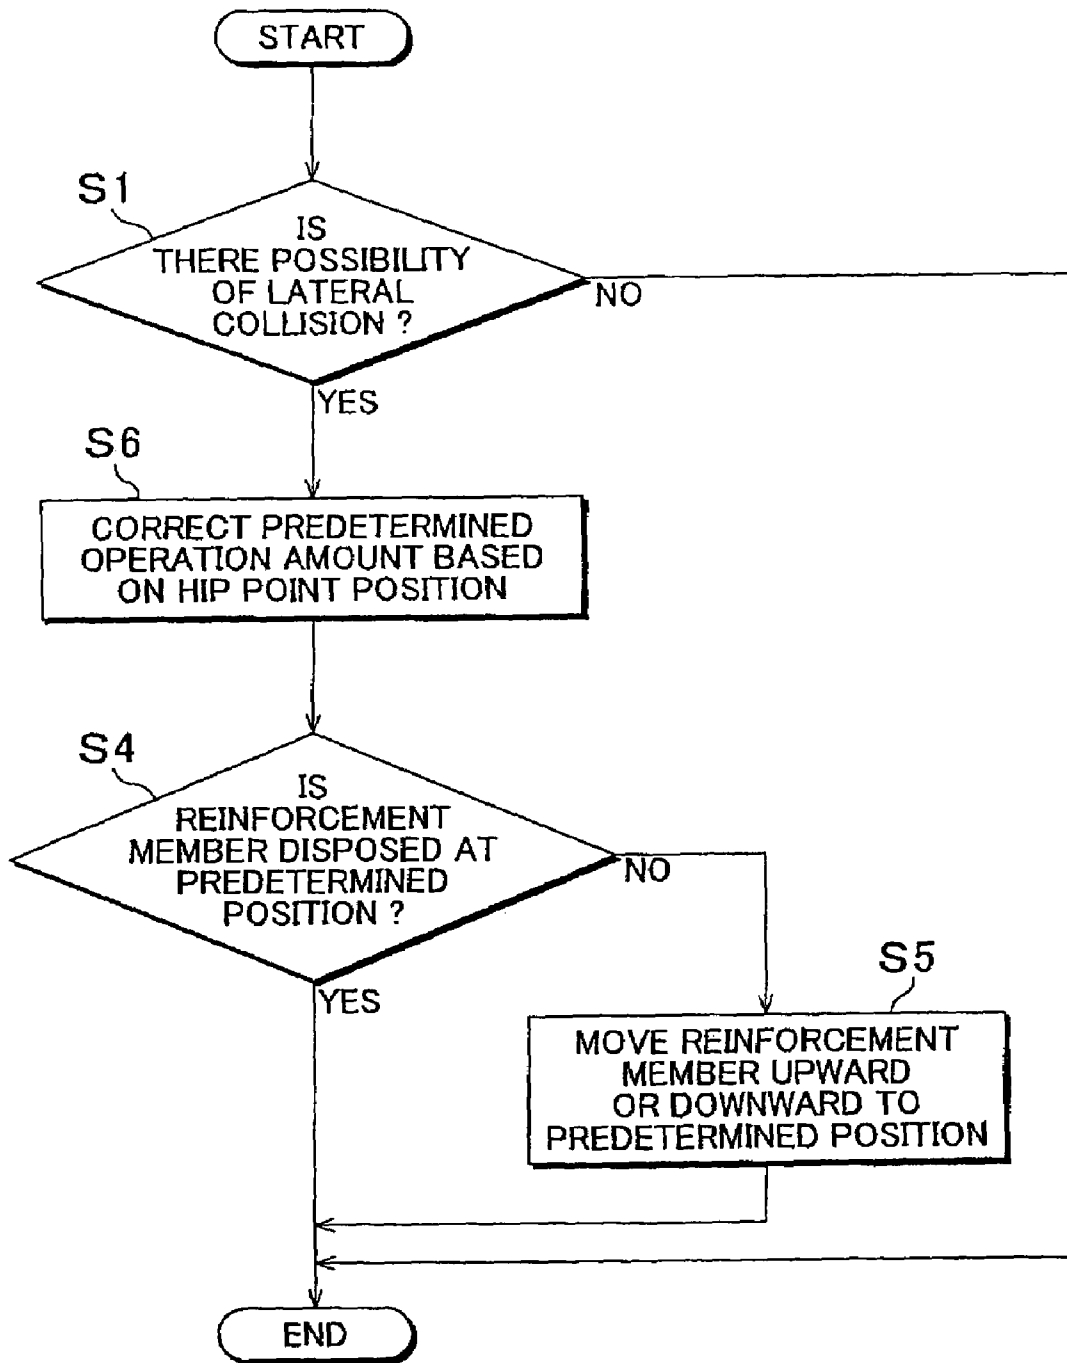 START
S1
IS
THERE POSSIBILITY
OF LATERAL
COLLISION ?
NO
YES
S6
CORRECT PREDETERMINED
OPERATION AMOUNT BASED
ON HIP POINT POSITION
S4
IS
REINFORCEMENT
MEMBER DISPOSED AT
PREDETERMINED
POSITION ?
NO
YES
S5
MOVE REINFORCEMENT
MEMBER UPWARD
OR DOWNWARD TO
PREDETERMINED POSITION
END